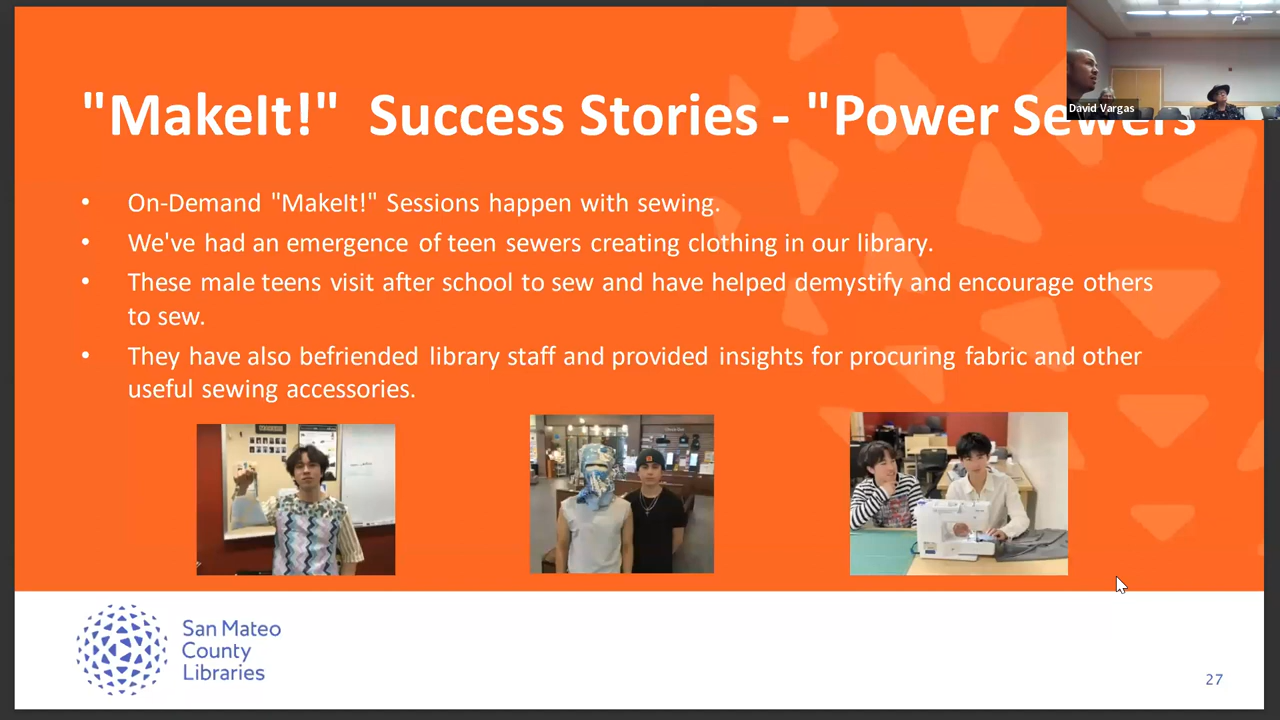 "MakeIt!" Success Stories - "Power Sewers
David Vargas
• On-Demand "MakeIt!" Sessions happen with sewing.
• We've had an emergence of teen sewers creating clothing in our library.
• These male teens visit after school to sew and have helped demystify and encourage others
to sew.
• They have also befriended library staff and provided insights for procuring fabric and other
useful sewing accessories.
San Mateo
County
Libraries
27